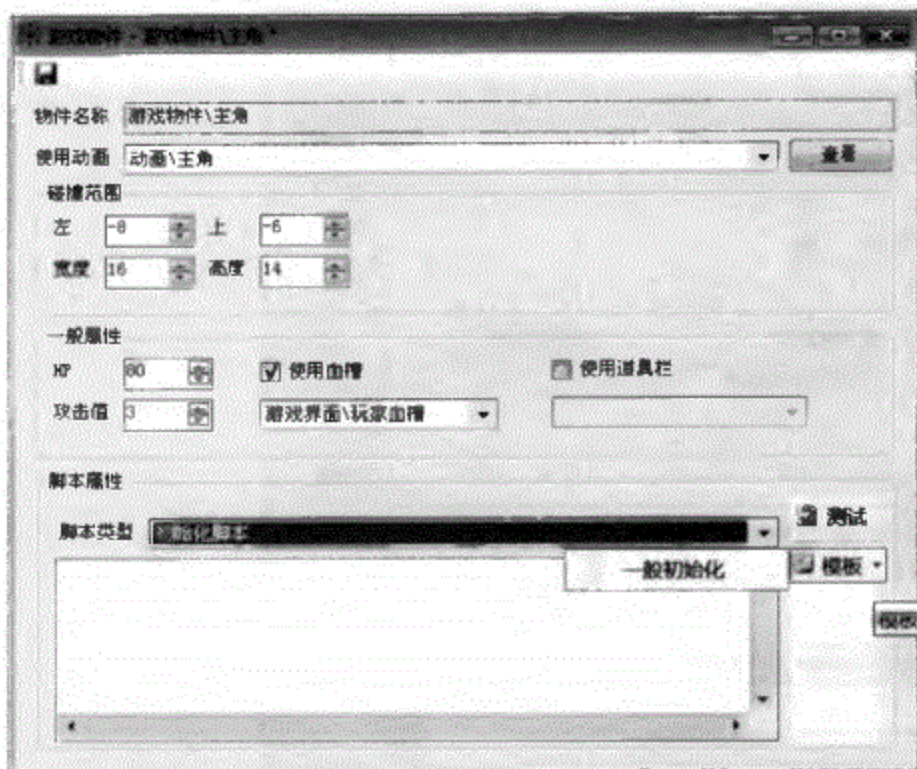 游戏物件 - 游戏物件\主角 *
物件名称 游戏物件\主角
使用动画 动画\主角 查看
碰撞范围
左 -8 上 -6
宽度 16 高度 14
一般属性
HP 80 使用血槽 使用道具栏
攻击值 3 游戏界面\玩家血槽
脚本属性
脚本类型 初始化脚本 测试
一般初始化 模板
模板